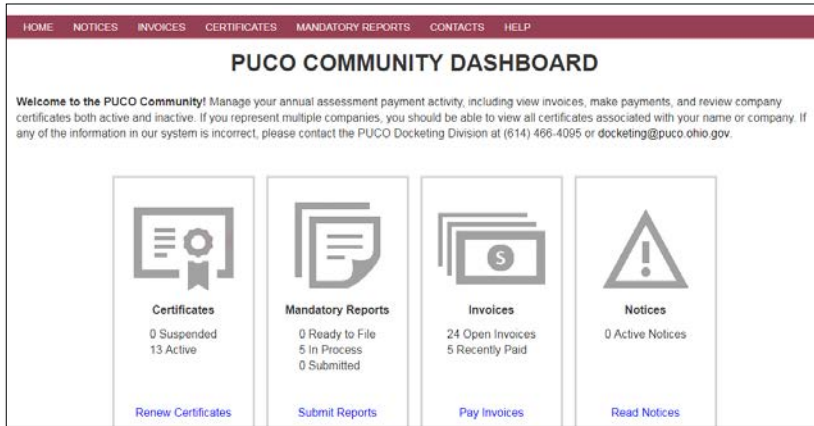 HOME NOTICES INVOICES CERTIFICATES MANDATORY REPORTS CONTACTS HELP
PUCO COMMUNITY DASHBOARD
Welcome to the PUCO Community! Manage your annual assessment payment activity, including view invoices, make payments, and review company
certificates both active and inactive. If you represent multiple companies, you should be able to view all certificates associated with your name or company. If
any of the information in our system is incorrect, please contact the PUCO Docketing Division at (614) 466-4095 or docketing@puco.ohio.gov.
Certificates
0 Suspended
13 Active
Renew Certificates
Mandatory Reports
0 Ready to File
5 In Process
0 Submitted
Submit Reports
S
Invoices
24 Open Invoices
5 Recently Paid
Pay Invoices
Notices
0 Active Notices
Read Notices